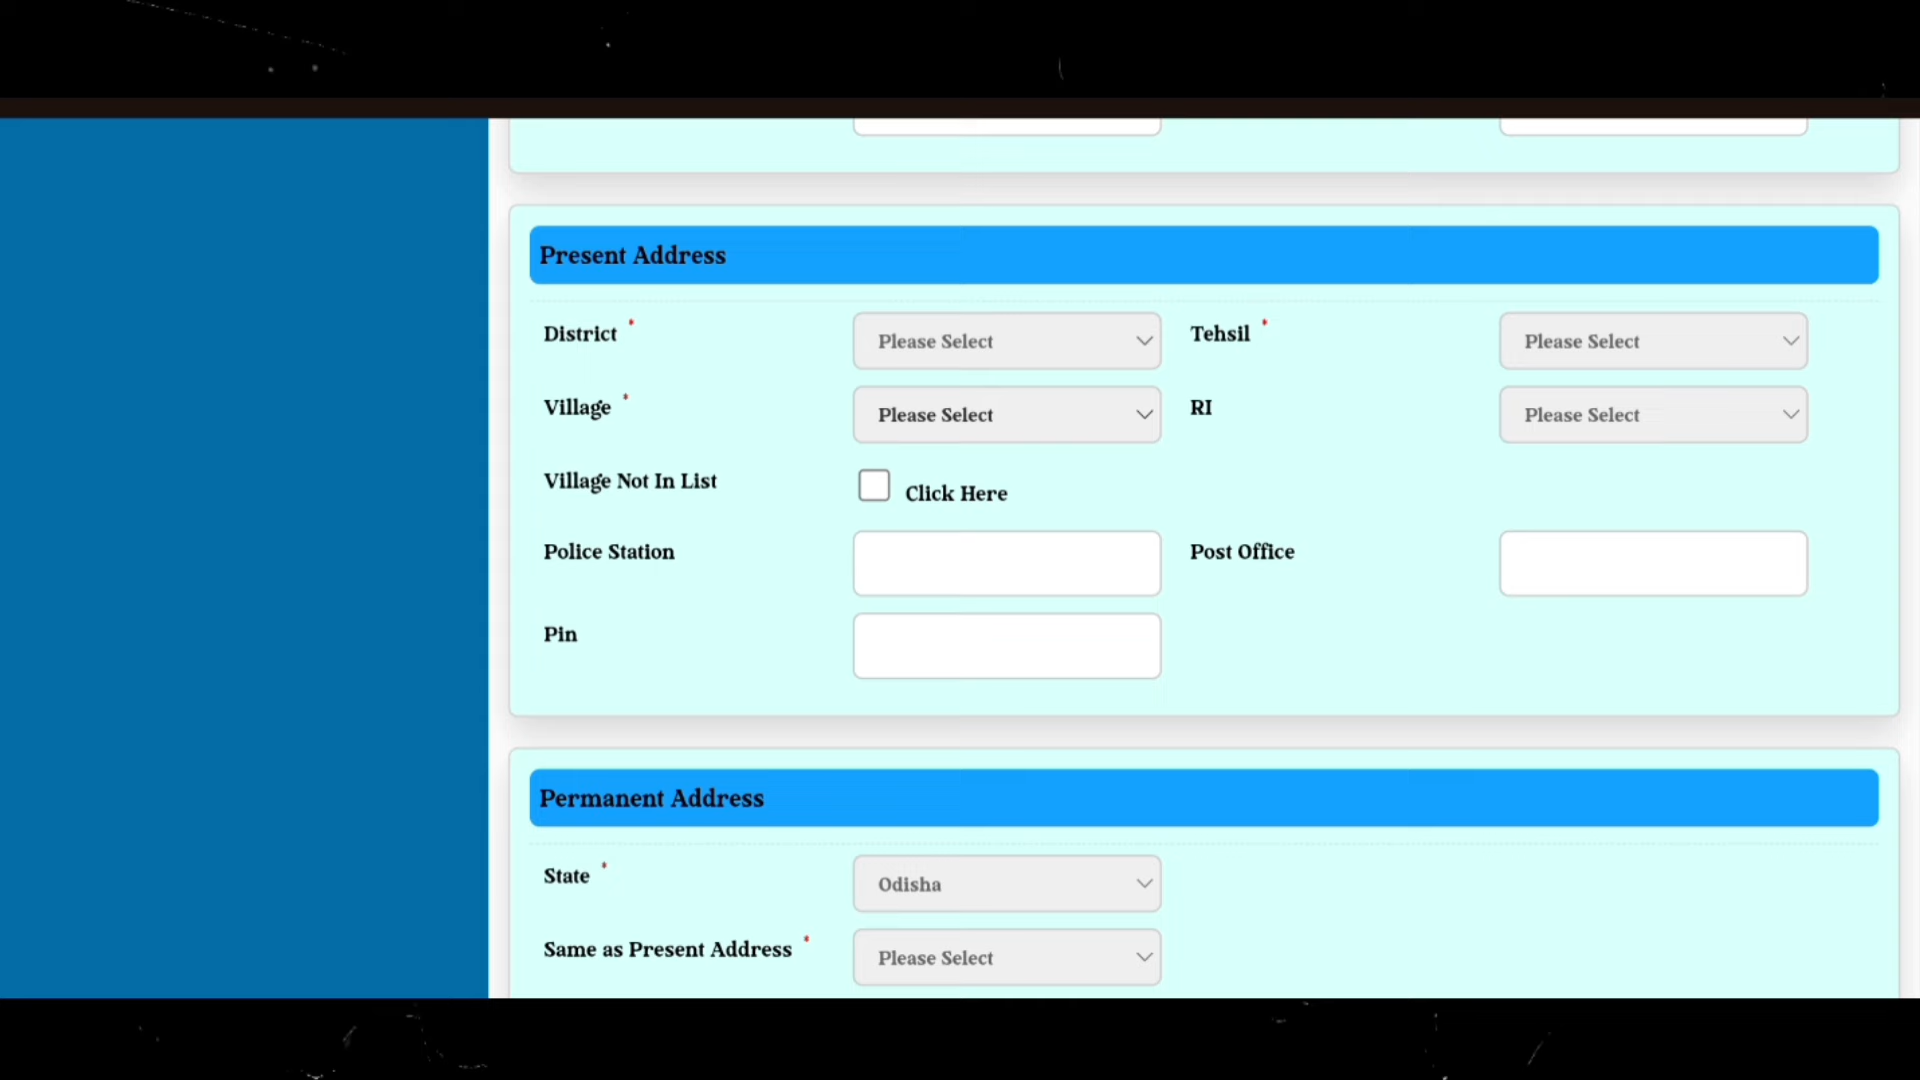 Present Address
District * Please Select Tehsil * Please Select
Village * Please Select RI Please Select
Village Not In List Click Here
Police Station Post Office
Pin
Permanent Address
State * Odisha
Same as Present Address * Please Select